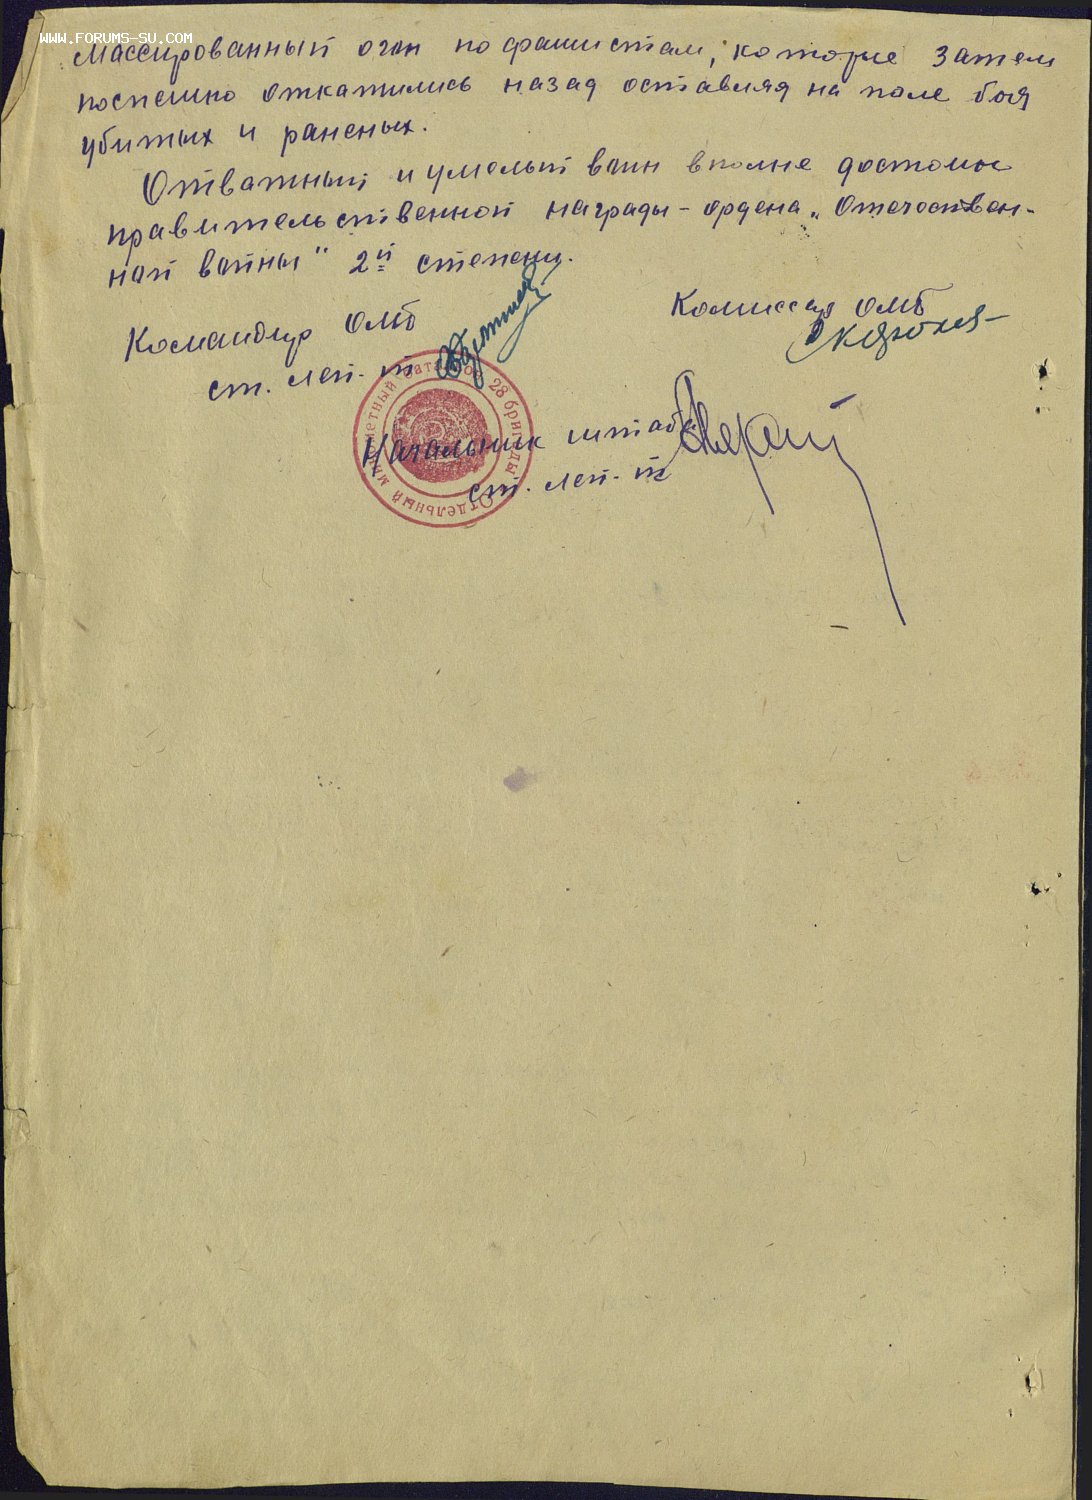 WWW.FORUMS-SU.COM
массированный огон по фашистам, которые затем
поспешно откатились назад оставляя на поле боя
убитых и раненых.
Отважный и умелый воин вполне достоин
правительственной награды - ордена „Отечествен-
ной войны" 2й степени.
Командир ОМБ
Комиссар ОМБ
ст. лей-т
Отдельный минометный батальон 28 бригады
Начальник штаба
ст. лей-т